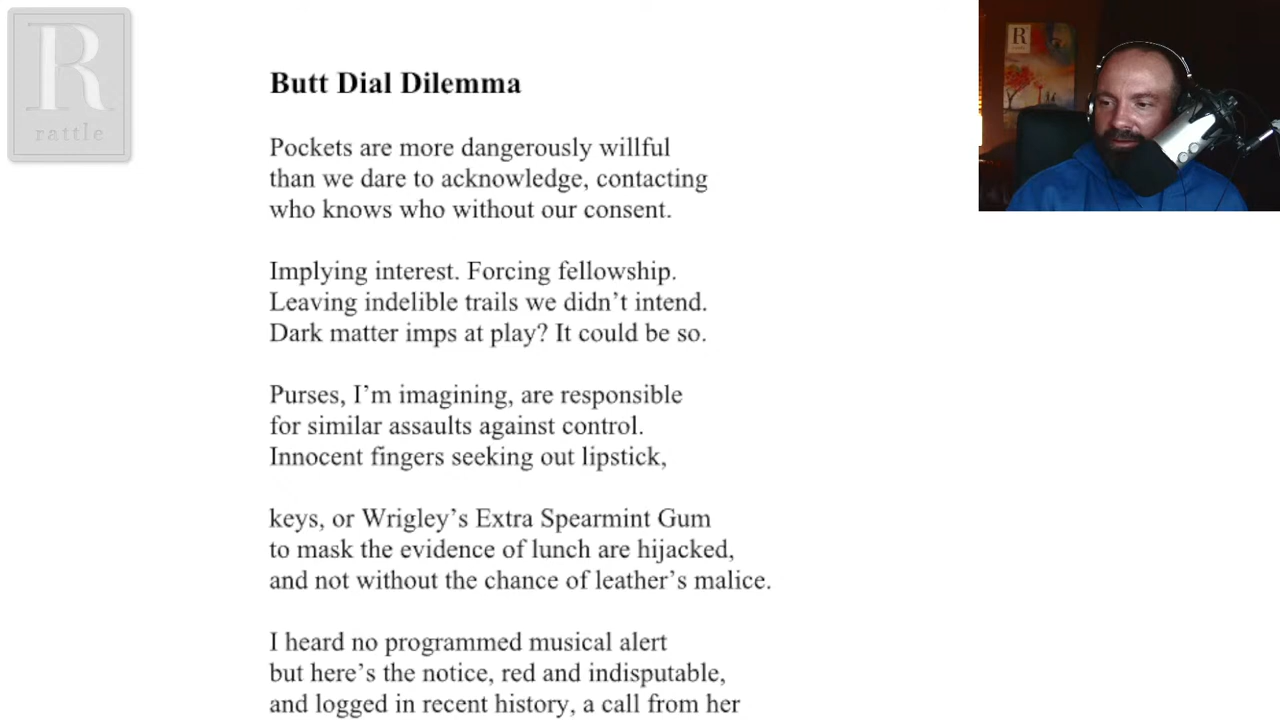 R
rattle
Butt Dial Dilemma
Pockets are more dangerously willful
than we dare to acknowledge, contacting
who knows who without our consent.
Implying interest. Forcing fellowship.
Leaving indelible trails we didn’t intend.
Dark matter imps at play? It could be so.
Purses, I’m imagining, are responsible
for similar assaults against control.
Innocent fingers seeking out lipstick,
keys, or Wrigley’s Extra Spearmint Gum
to mask the evidence of lunch are hijacked,
and not without the chance of leather’s malice.
I heard no programmed musical alert
but here’s the notice, red and indisputable,
and logged in recent history, a call from her
R